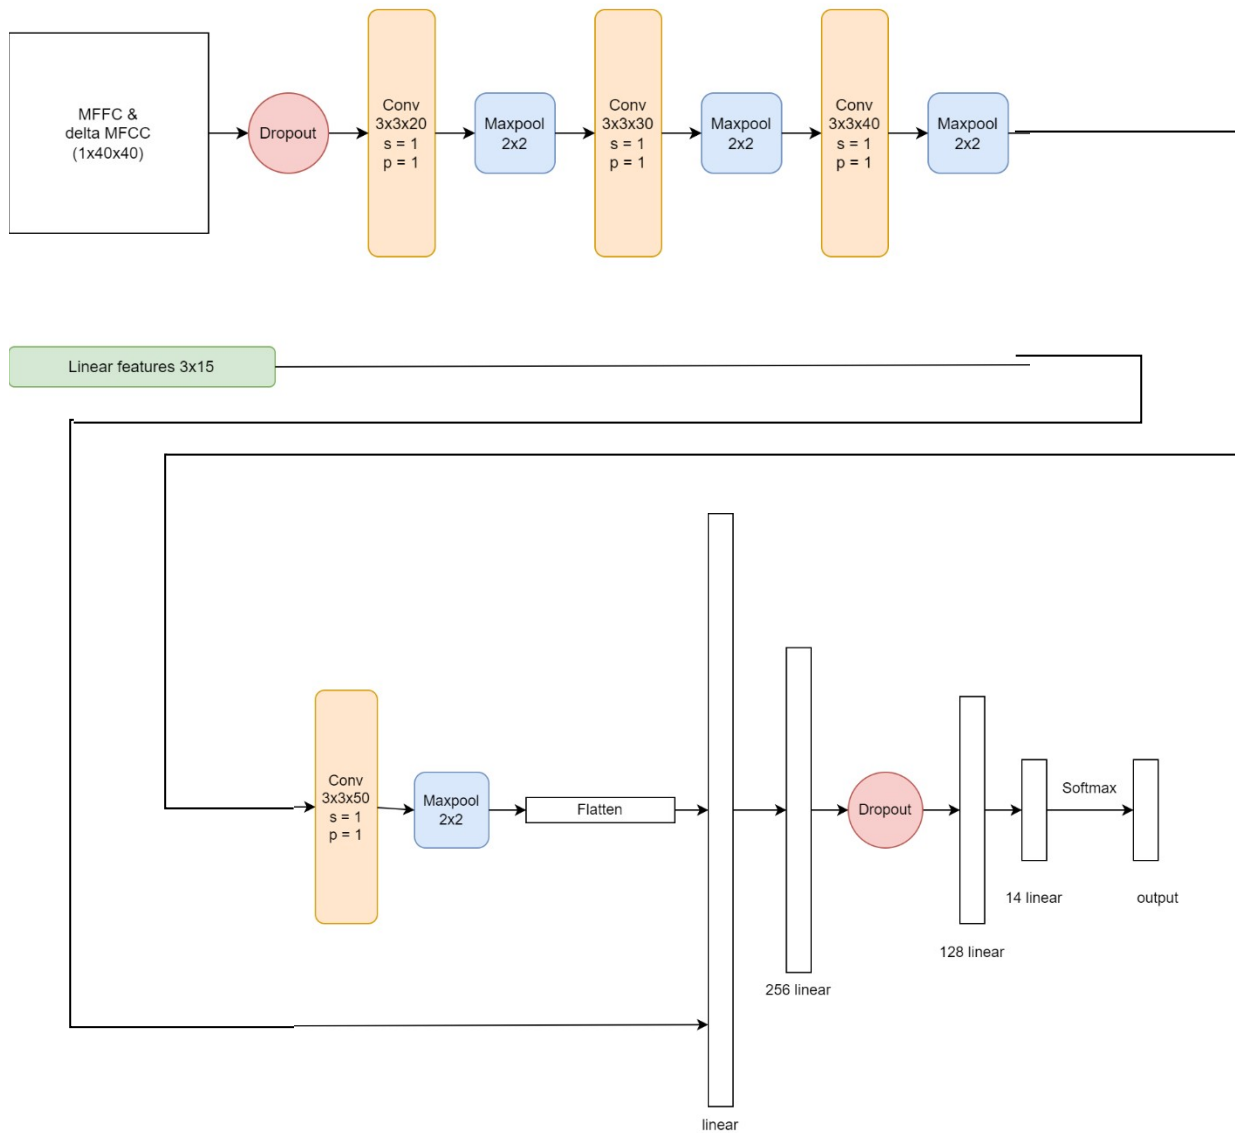 MFFC &
delta MFCC
(1x40x40)
Dropout
Conv
3x3x20
s = 1
p = 1
Maxpool
2x2
Conv
3x3x30
s = 1
p = 1
Maxpool
2x2
Conv
3x3x40
s = 1
p = 1
Maxpool
2x2
Linear features 3x15
Conv
3x3x50
s = 1
p = 1
Maxpool
2x2
Flatten
linear
256 linear
Dropout
128 linear
14 linear
Softmax
output